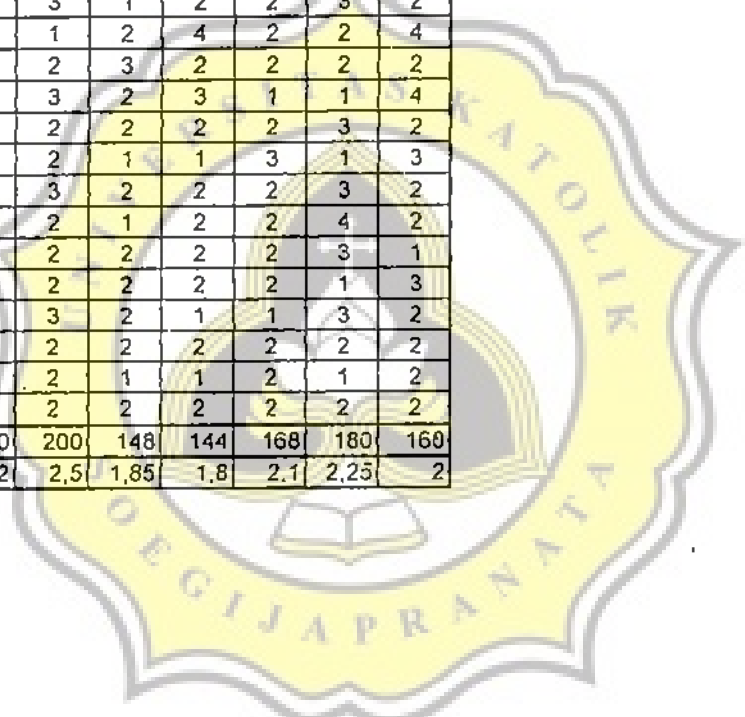 3 1 2 2 3 2
1 2 4 2 2 4
2 3 2 2 2 2
3 2 3 1 1 4
2 2 2 2 3 2
2 1 1 3 1 3
3 2 2 2 3 2
2 1 2 2 4 2
2 2 2 2 3 1
2 2 2 2 1 3
3 2 1 1 3 2
2 2 2 2 2 2
2 1 1 2 1 2
2 2 2 2 2 2
0 200 148 144 168 180 160
2 2,5 1,85 1,8 2,1 2,25 2
UNIVERSITAS KATOLIK
SOEGIJAPRANATA